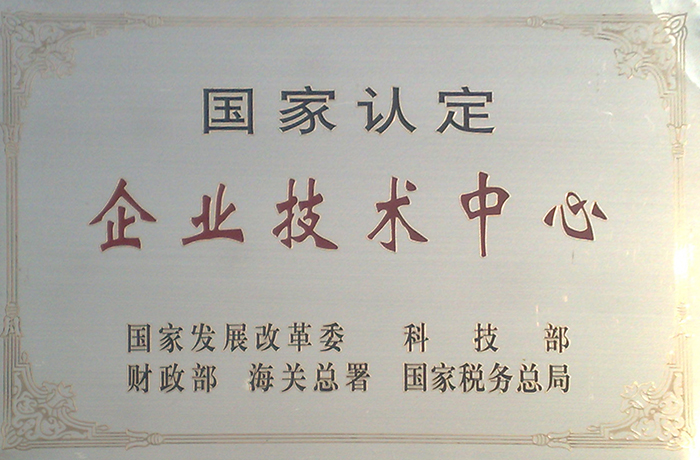 国家认定
企业技术中心
国家发展改革委 科技部
财政部 海关总署 国家税务总局